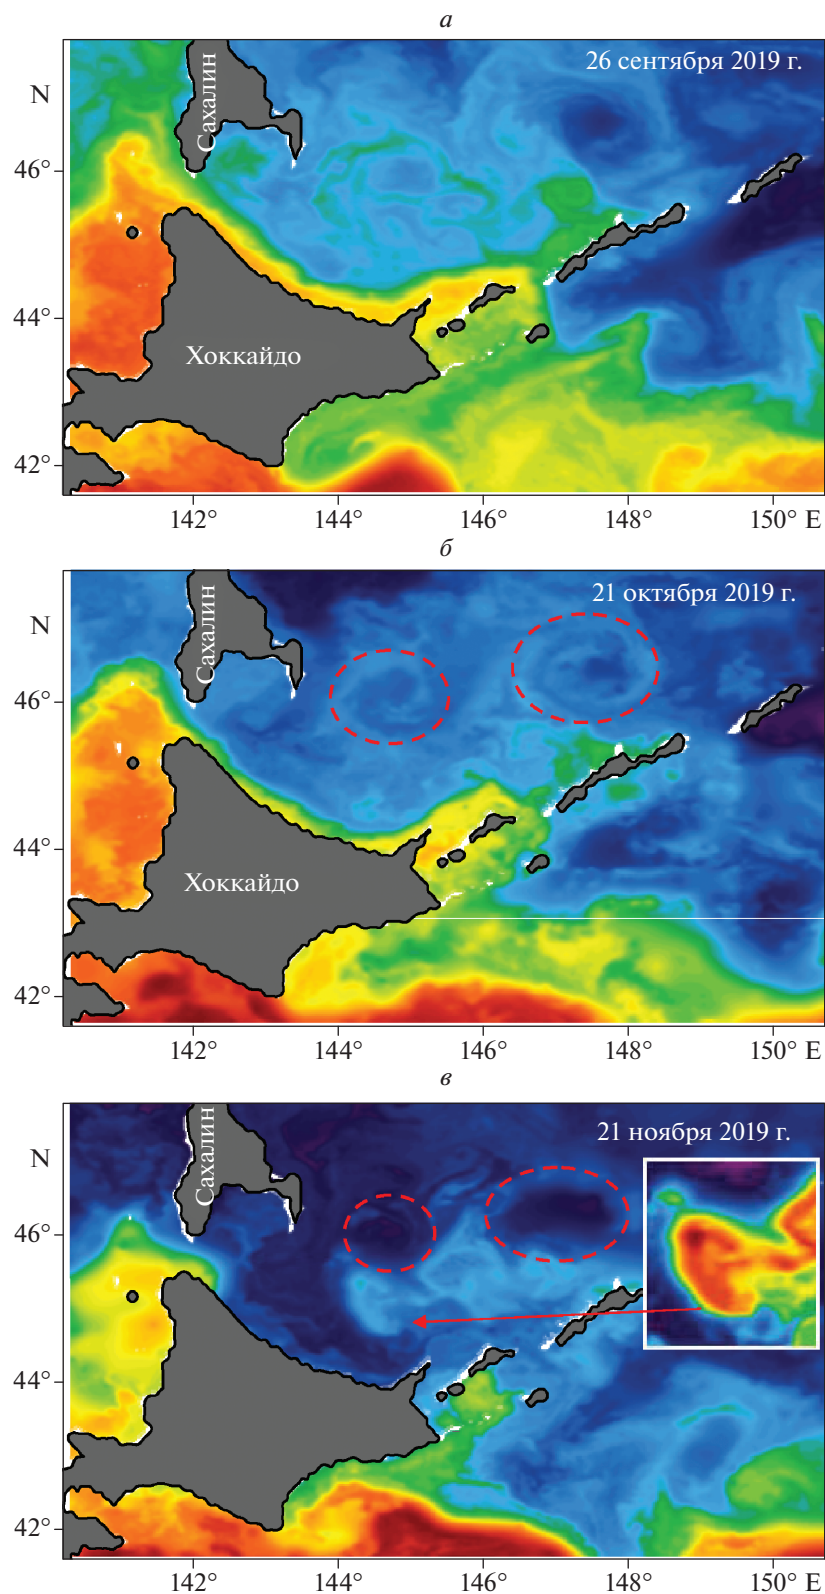 а
26 сентября 2019 г.
N
Сахалин
46°
44°
Хоккайдо
42°
142°
144°
146°
148°
150° E
б
21 октября 2019 г.
N
Сахалин
46°
44°
Хоккайдо
42°
142°
144°
146°
148°
150° E
в
21 ноября 2019 г.
N
Сахалин
46°
44°
42°
142°
144°
146°
148°
150° E